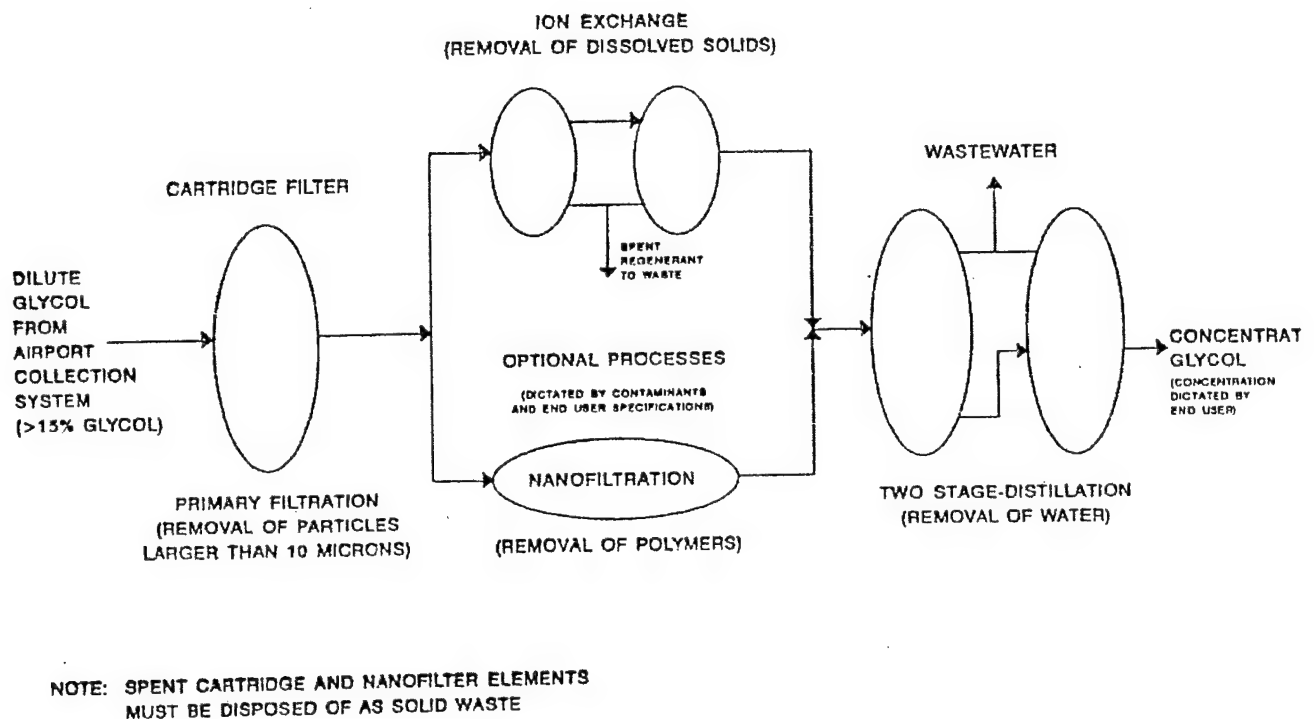 ION EXCHANGE
(REMOVAL OF DISSOLVED SOLIDS)
CARTRIDGE FILTER
DILUTE
GLYCOL
FROM
AIRPORT
COLLECTION
SYSTEM
(>15% GLYCOL)
PRIMARY FILTRATION
(REMOVAL OF PARTICLES
LARGER THAN 10 MICRONS)
SPENT
REGENERANT
TO WASTE
OPTIONAL PROCESSES
(DICTATED BY CONTAMINANTS
AND END USER SPECIFICATIONS)
NANOFILTRATION
(REMOVAL OF POLYMERS)
WASTEWATER
TWO STAGE-DISTILLATION
(REMOVAL OF WATER)
CONCENTRAT
GLYCOL
(CONCENTRATION
DICTATED BY
END USER)
NOTE: SPENT CARTRIDGE AND NANOFILTER ELEMENTS
MUST BE DISPOSED OF AS SOLID WASTE